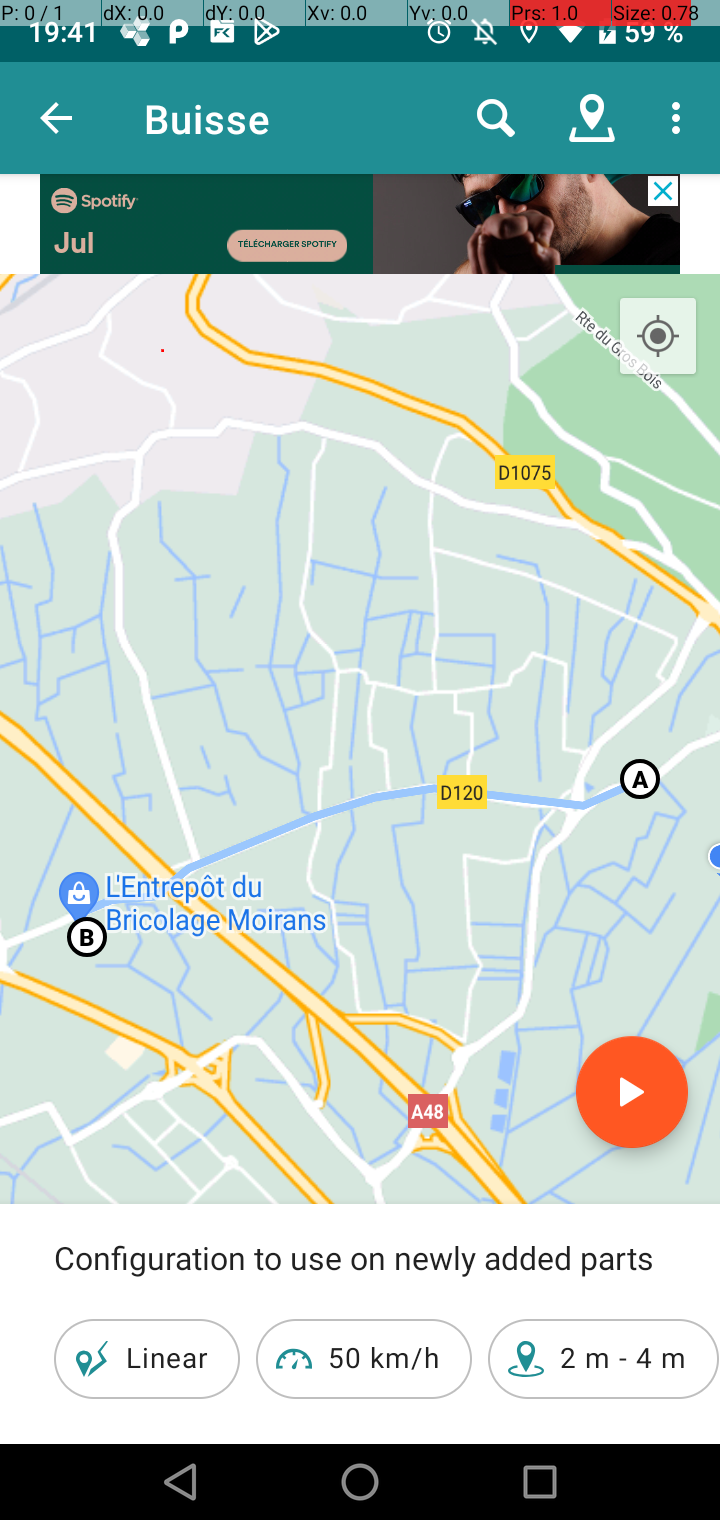 P: 0 / 1 dX: 0.0 dY: 0.0 Xv: 0.0 Yv: 0.0 Prs: 1.0 Size: 0.78
19:41 59 %
Buisse
Spotify
Jul
TÉLÉCHARGER SPOTIFY
Rte du Gros Bois
D1075
A
D120
L'Entrepôt du
Bricolage Moirans
B
A48
Configuration to use on newly added parts
Linear 50 km/h 2 m - 4 m